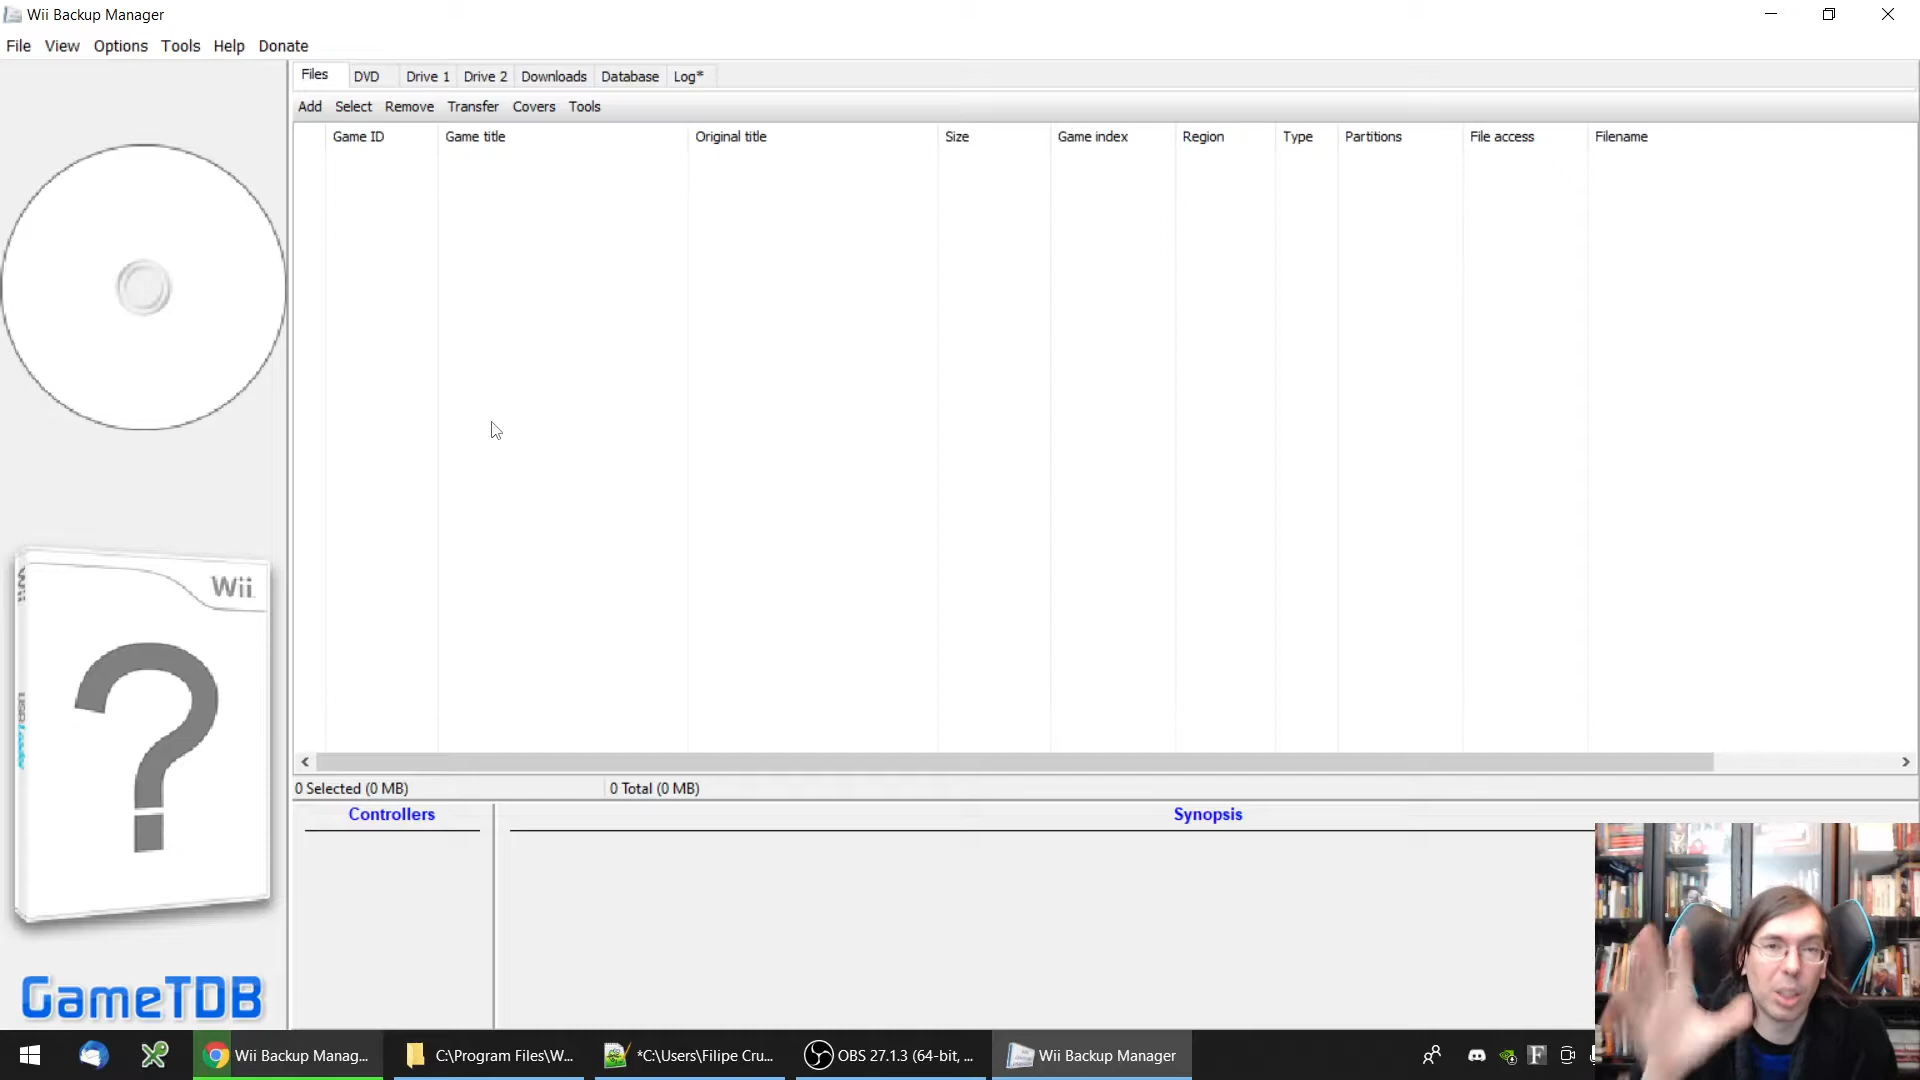 Wii Backup Manager
File View Options Tools Help Donate
Files DVD Drive 1 Drive 2 Downloads Database Log*
Add Select Remove Transfer Covers Tools
Game ID Game title Original title Size Game index Region Type Partitions File access Filename
Wii
Wii
USB Loader
GameTDB
0 Selected (0 MB) 0 Total (0 MB)
Controllers Synopsis
Wii Backup Manag... C:\Program Files\W... *C:\Users\Filipe Cru... OBS 27.1.3 (64-bit, ... Wii Backup Manager